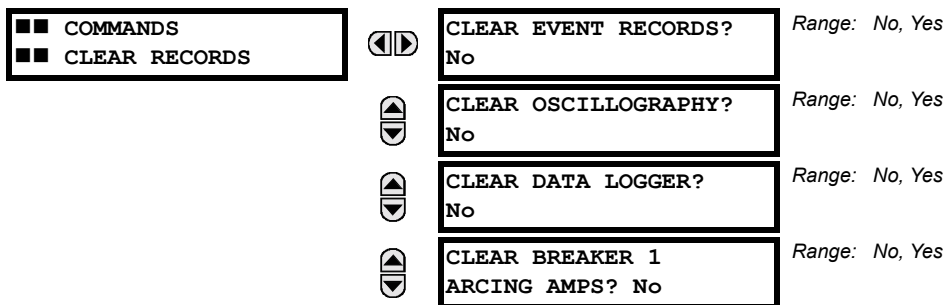 ■■ COMMANDS
■■ CLEAR RECORDS
CLEAR EVENT RECORDS?
No
Range: No, Yes
CLEAR OSCILLOGRAPHY?
No
Range: No, Yes
CLEAR DATA LOGGER?
No
Range: No, Yes
CLEAR BREAKER 1
ARCING AMPS? No
Range: No, Yes